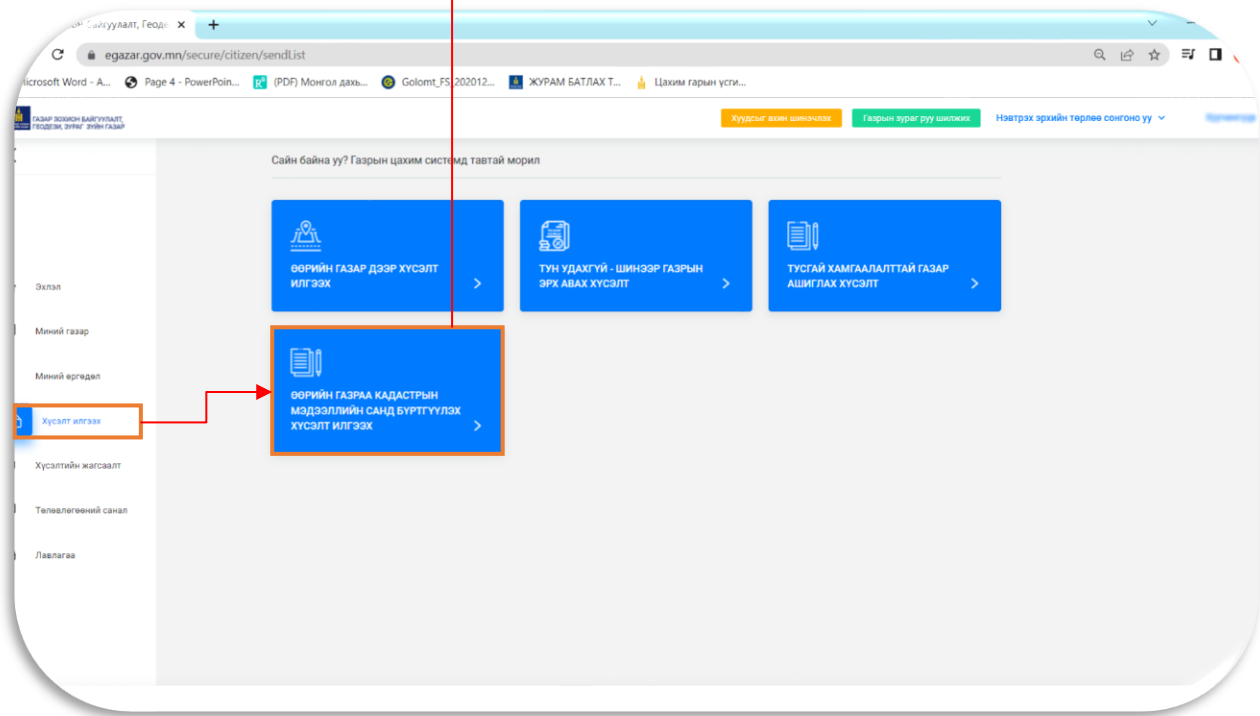 Байгуулалт, Геоде
egazar.gov.mn/secure/citizen/sendList
icrosoft Word - A... Page 4 - PowerPoin... (PDF) Монгол дахь... Golomt_FS_202012... ЖУРАМ БАТЛАХ Т... Цахим гарын үсги...
ГАЗАР ЗОХИОН БАЙГУУЛАЛТ,
ГЕОДЕЗИ, ЗУРАГ ЗҮЙН ГАЗАР
Хуудсыг ахин шинэчлэх Газрын зураг руу шилжих Нэвтрэх эрхийн төрлөө сонгоно уу
Сайн байна уу? Газрын цахим системд тавтай морил
ӨӨРИЙН ГАЗАР ДЭЭР ХҮСЭЛТ
ИЛГЭЭХ
ТУН УДАХГҮЙ - ШИНЭЭР ГАЗРЫН
ЭРХ АВАХ ХҮСЭЛТ
ТУСГАЙ ХАМГААЛАЛТТАЙ ГАЗАР
АШИГЛАХ ХҮСЭЛТ
ӨӨРИЙН ГАЗРАА КАДАСТРЫН
МЭДЭЭЛЛИЙН САНД БҮРТГҮҮЛЭХ
ХҮСЭЛТ ИЛГЭЭХ
Эхлэл
Миний газар
Миний өргөдөл
Хүсэлт илгээх
Хүсэлтийн жагсаалт
Төлөвлөгөөний санал
Лавлагаа